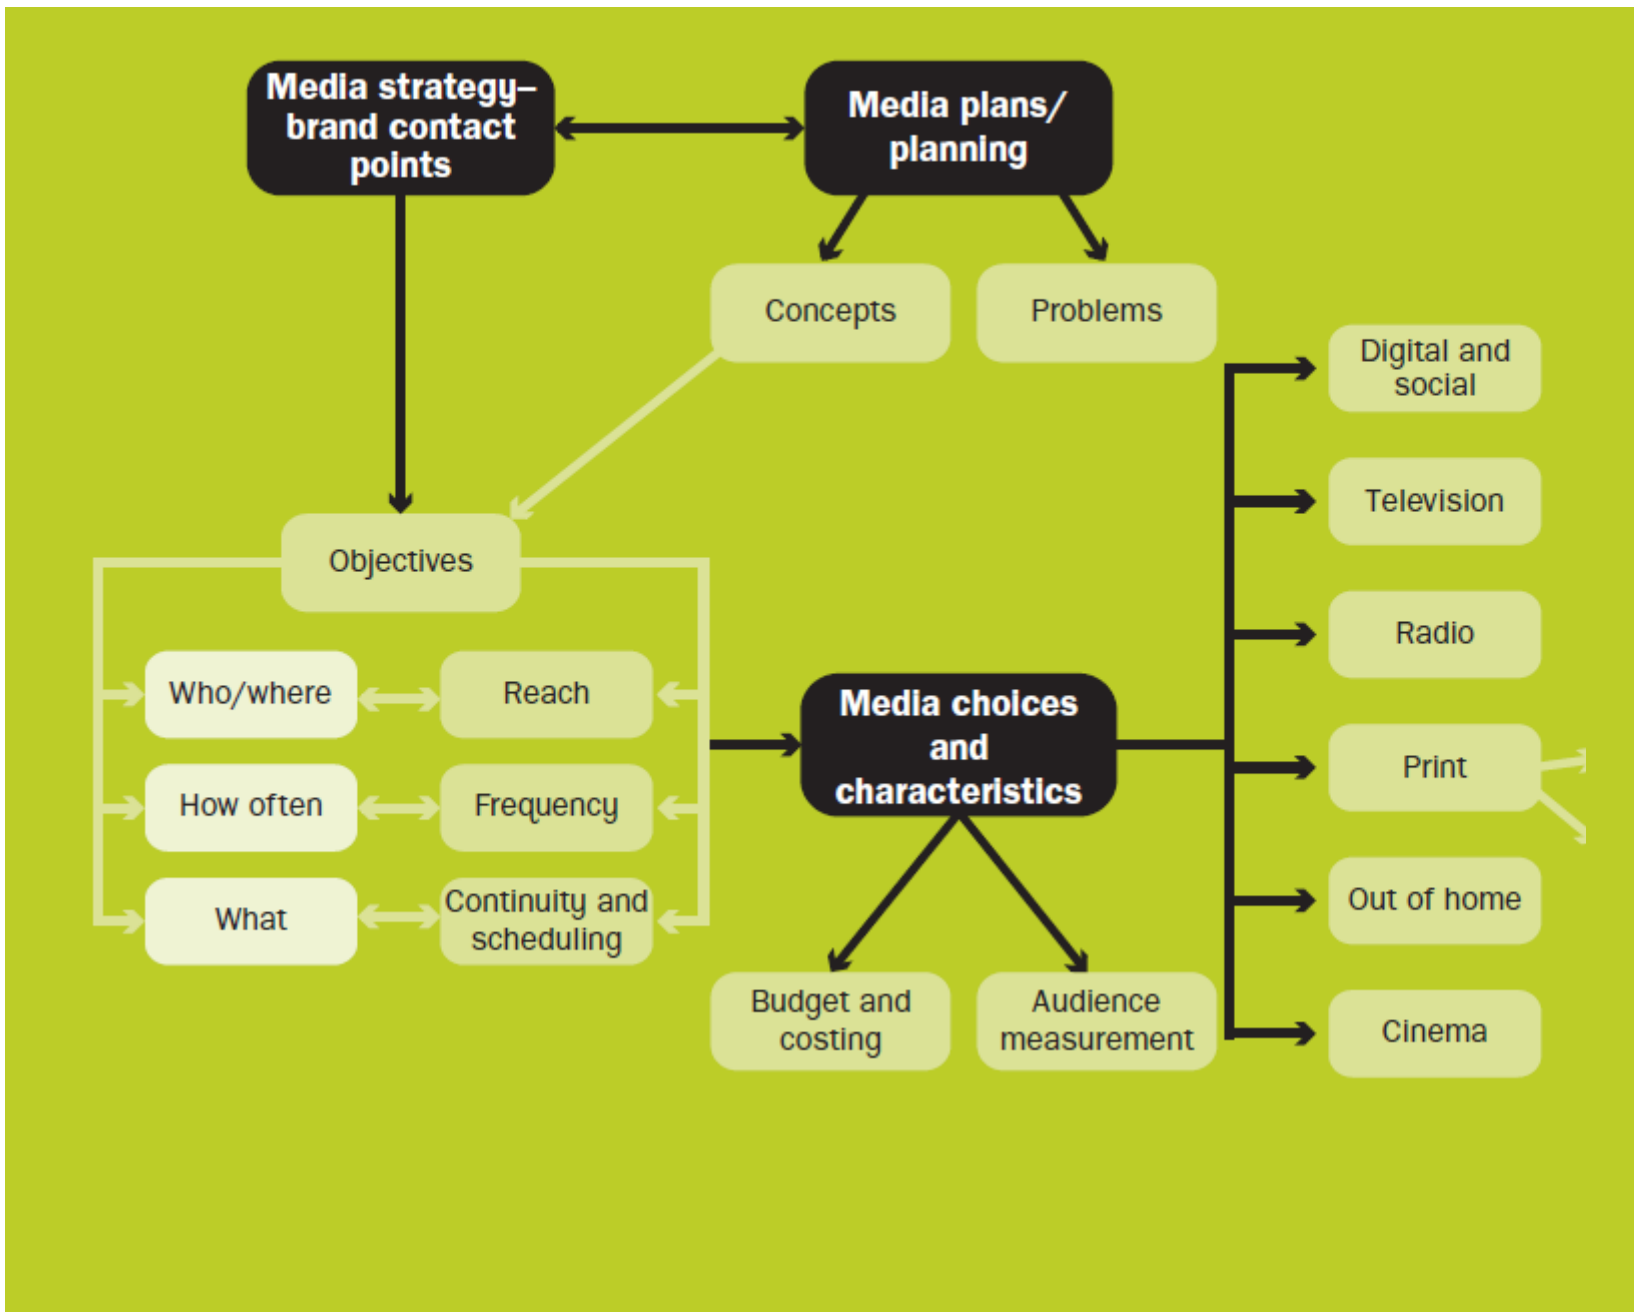 Media strategy–
brand contact
points
Media plans/
planning
Concepts
Problems
Digital and
social
Television
Objectives
Radio
Who/where
Reach
Media choices
and
characteristics
Print
How often
Frequency
What
Continuity and
scheduling
Out of home
Budget and
costing
Audience
measurement
Cinema